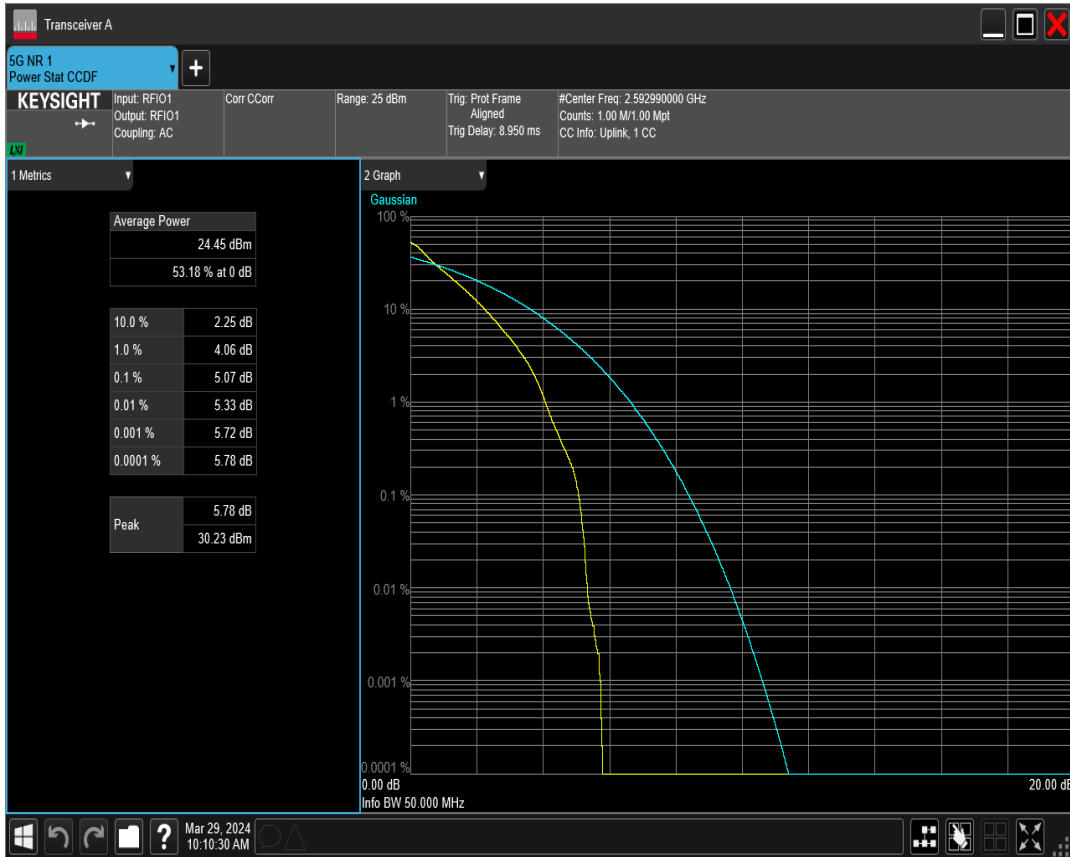 Transceiver A
5G NR 1
Power Stat CCDF
+
KEYSIGHT
LXI
Input: RFIO1
Output: RFIO1
Coupling: AC
Corr CCorr
Range: 25 dBm
Trig: Prot Frame
Aligned
Trig Delay: 8.950 ms
#Center Freq: 2.592990000 GHz
Counts: 1.00 M/1.00 Mpt
CC Info: Uplink, 1 CC
1 Metrics
Average Power
24.45 dBm
53.18 % at 0 dB
10.0 % 2.25 dB
1.0 % 4.06 dB
0.1 % 5.07 dB
0.01 % 5.33 dB
0.001 % 5.72 dB
0.0001 % 5.78 dB
Peak
5.78 dB
30.23 dBm
2 Graph
Gaussian
100 %
10 %
1 %
0.1 %
0.01 %
0.001 %
0.0001 %
0.00 dB
20.00 dB
Info BW 50.000 MHz
?
Mar 29, 2024
10:10:30 AM